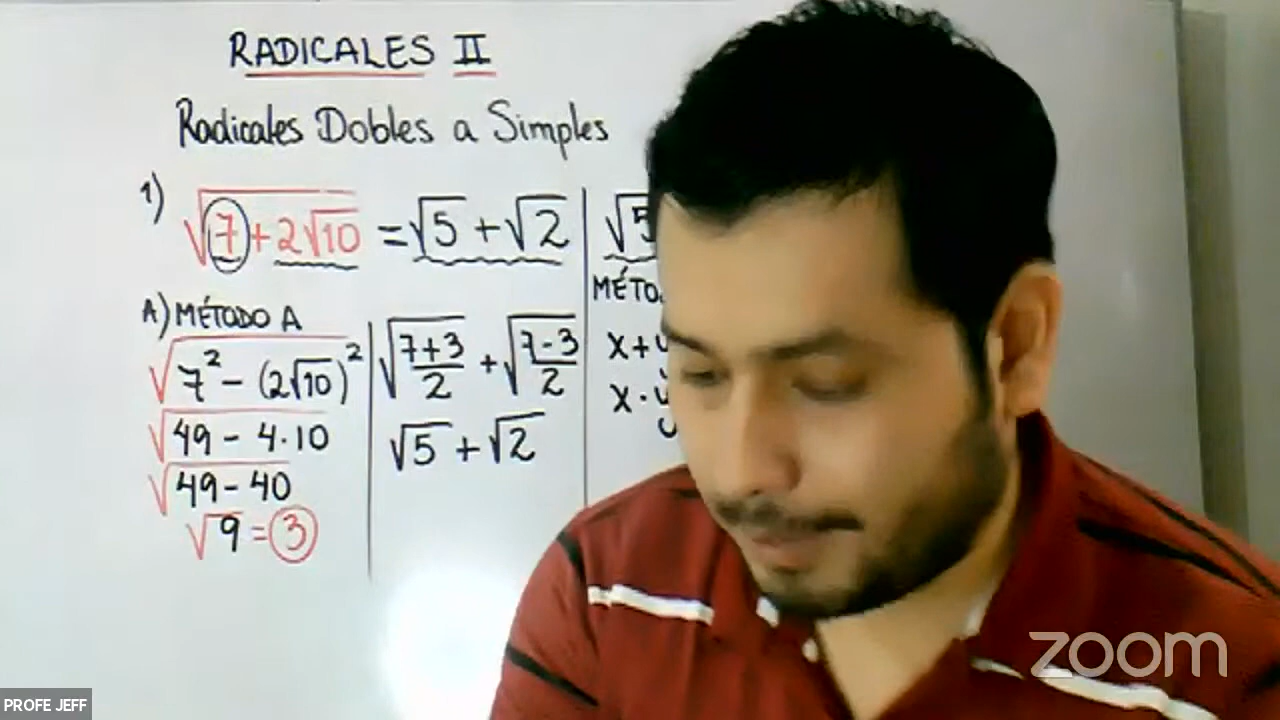 RADICALES II
Radicales Dobles a Simples
1) √(7+2√10) = √5 + √2
√5
A) MÉTODO A
√(7² - (2√10)²)
√(49 - 4·10)
√(49 - 40)
√9 = 3
√((7+3)/2) + √((7-3)/2)
√5 + √2
x+y
x·y
zoom
PROFE JEFF